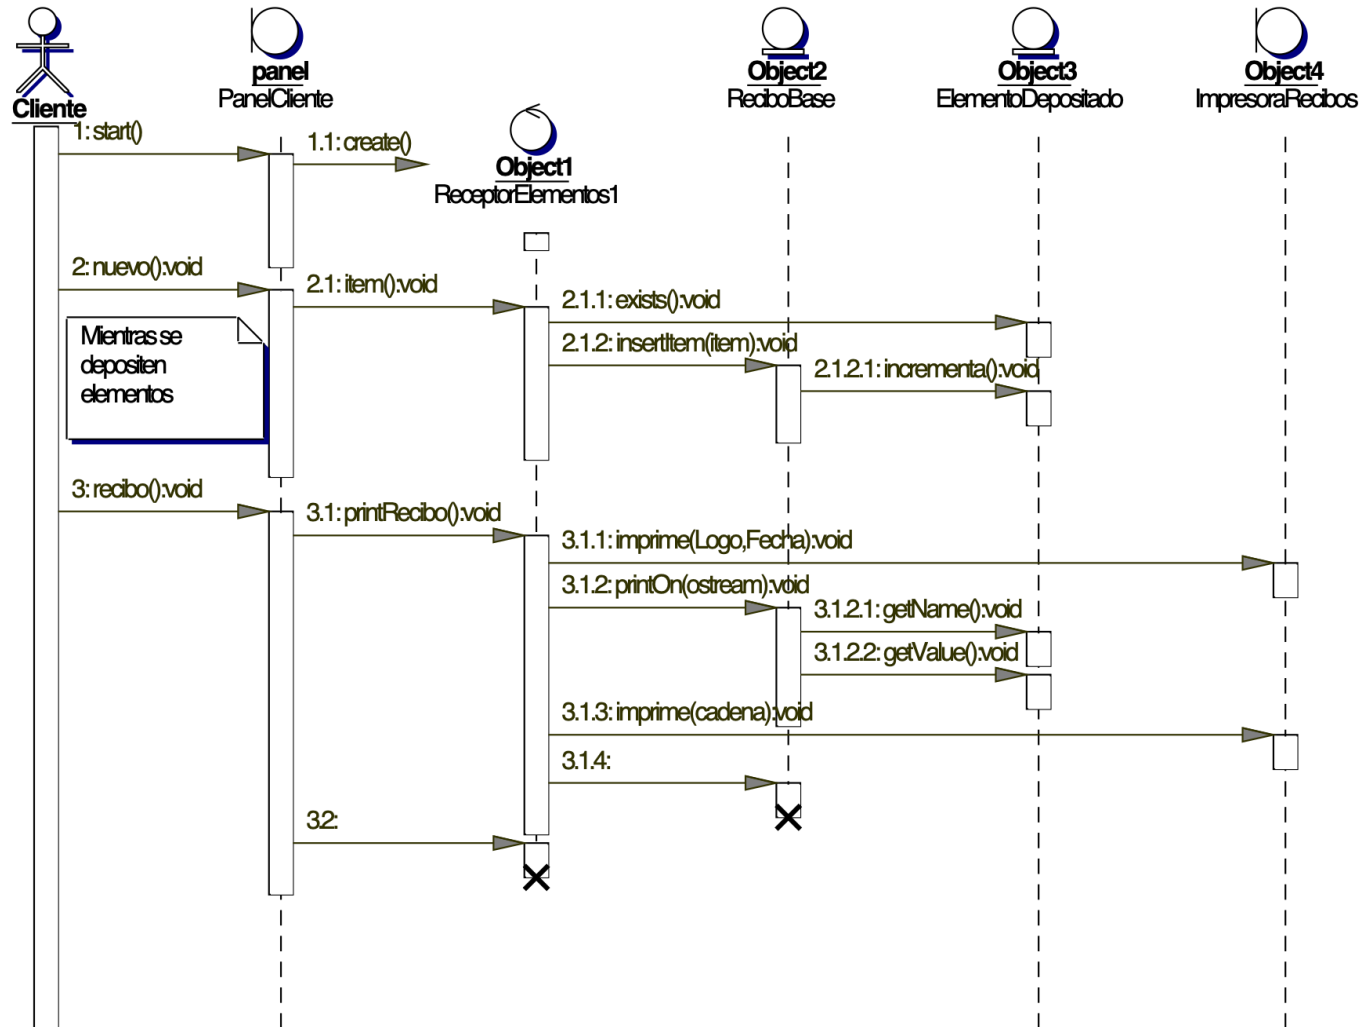 Cliente
panel
PanelCliente
Object1
ReceptorElementos1
Object2
ReciboBase
Object3
ElementoDepositado
Object4
ImpresoraRecibos
1: start()
1.1: create()
2: nuevo():void
2.1: item():void
2.1.1: exists():void
2.1.2: insertItem(item):void
2.1.2.1: incrementa():void
Mientras se
depositen
elementos
3: recibo():void
3.1: printRecibo():void
3.1.1: imprime(Logo,Fecha):void
3.1.2: printOn(ostream):void
3.1.2.1: getName():void
3.1.2.2: getValue():void
3.1.3: imprime(cadena):void
3.1.4:
3.2: